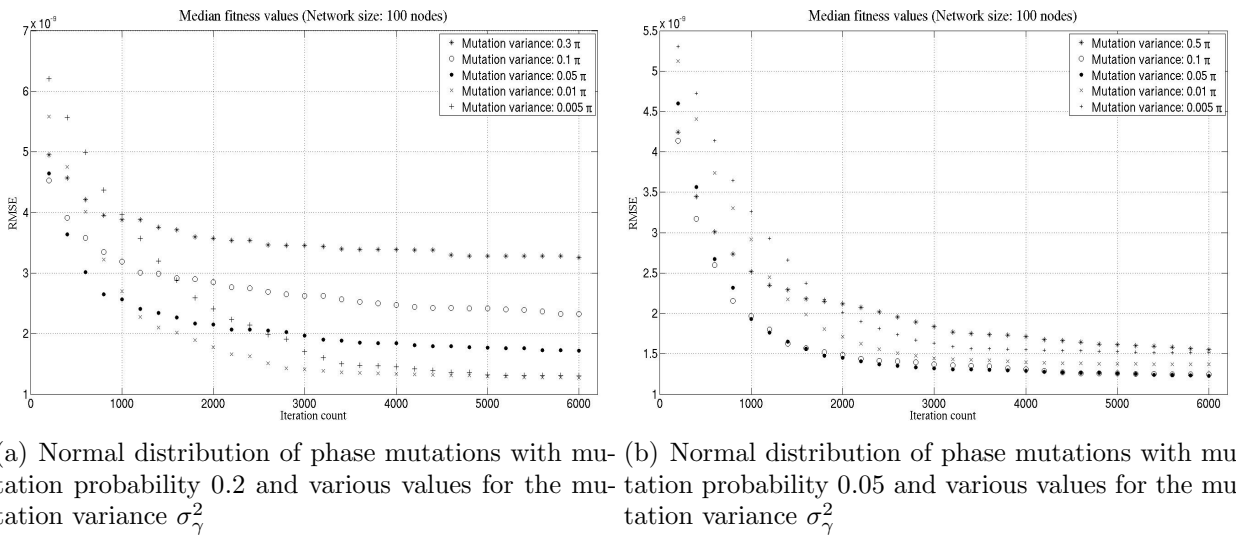 Median fitness values (Network size: 100 nodes)
7 x 10⁻⁹
6
5
4
3
2
1
RMSE
* Mutation variance: 0.3 π
○ Mutation variance: 0.1 π
• Mutation variance: 0.05 π
× Mutation variance: 0.01 π
+ Mutation variance: 0.005 π
0 1000 2000 3000 4000 5000 6000
Iteration count
(a) Normal distribution of phase mutations with mu-
tation probability 0.2 and various values for the mu-
tation variance σ²γ
Median fitness values (Network size: 100 nodes)
5.5 x 10⁻⁹
5
4.5
4
3.5
3
2.5
2
1.5
1
RMSE
* Mutation variance: 0.5 π
○ Mutation variance: 0.1 π
• Mutation variance: 0.05 π
× Mutation variance: 0.01 π
+ Mutation variance: 0.005 π
0 1000 2000 3000 4000 5000 6000
Iteration count
(b) Normal distribution of phase mutations with mu
tation probability 0.05 and various values for the mu
tation variance σ²γ